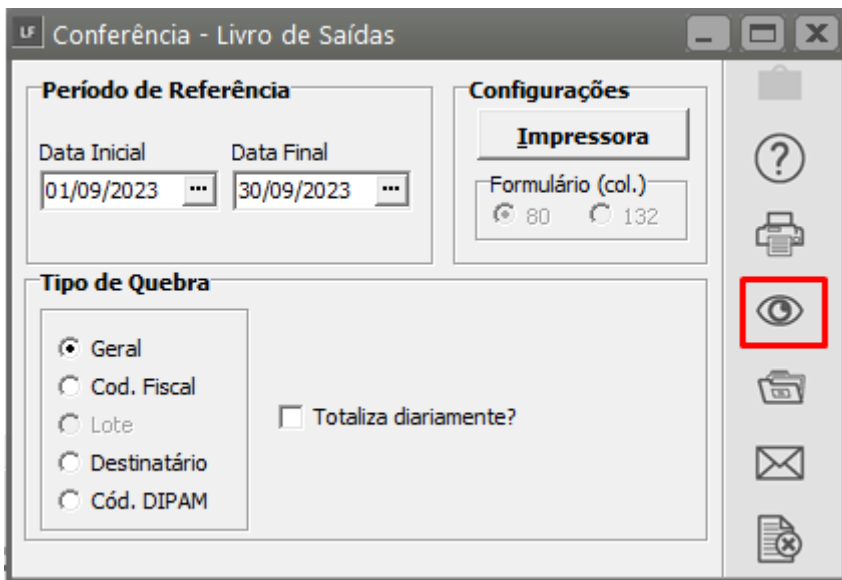 LF Conferência - Livro de Saídas
Período de Referência
Data Inicial Data Final
01/09/2023 ... 30/09/2023 ...
Configurações
Impressora
Formulário (col.)
80 132
Tipo de Quebra
Geral
Cod. Fiscal
Lote
Destinatário
Cód. DIPAM
Totaliza diariamente?